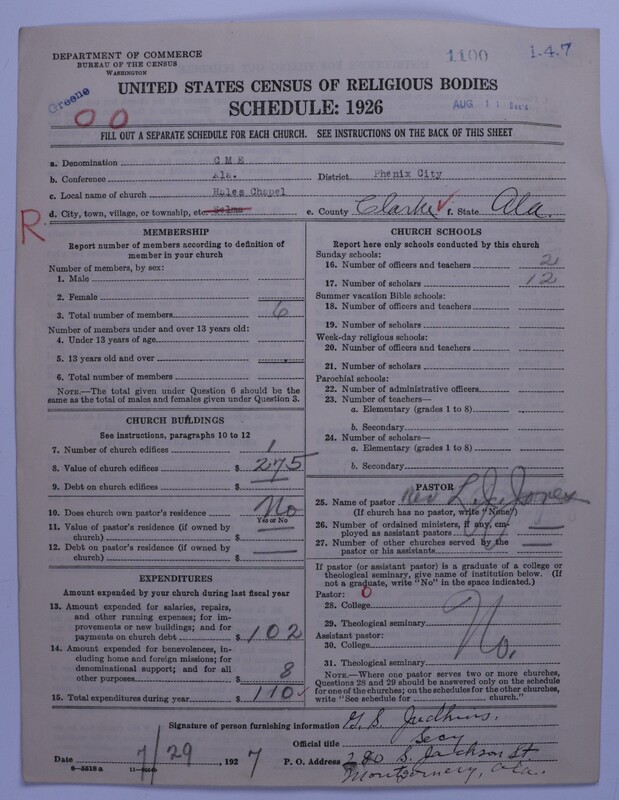 DEPARTMENT OF COMMERCE
BUREAU OF THE CENSUS
WASHINGTON
1100
1-4-7
Greene
AUG 11
UNITED STATES CENSUS OF RELIGIOUS BODIES
00
SCHEDULE: 1926
FILL OUT A SEPARATE SCHEDULE FOR EACH CHURCH. SEE INSTRUCTIONS ON THE BACK OF THIS SHEET
a. Denomination C M E
b. Conference Ala. District Phenix City
c. Local name of church Hales Chapel
R
d. City, town, village, or township, etc. Selma e. County Clarke ✓ f. State Ala.
MEMBERSHIP
Report number of members according to definition of
member in your church
Number of members, by sex:
1. Male
2. Female
3. Total number of members 6
Number of members under and over 13 years old:
4. Under 13 years of age
5. 13 years old and over
6. Total number of members
NOTE.—The total given under Question 6 should be the
same as the total of males and females given under Question 3.
CHURCH BUILDINGS
See instructions, paragraphs 10 to 12
7. Number of church edifices 1
8. Value of church edifices $ 275
9. Debt on church edifices $ —
10. Does church own pastor's residence No
Yes or No
11. Value of pastor's residence (if owned by
church) $ —
12. Debt on pastor's residence (if owned by
church) $ —
EXPENDITURES
Amount expended by your church during last fiscal year
13. Amount expended for salaries, repairs,
and other running expenses; for im-
provements or new buildings; and for
payments on church debt $ 102
14. Amount expended for benevolences, in-
cluding home and foreign missions; for
denominational support; and for all
other purposes $ 8
15. Total expenditures during year $ 110 ✓
CHURCH SCHOOLS
Report here only schools conducted by this church
Sunday schools:
16. Number of officers and teachers 2
17. Number of scholars 12
Summer vacation Bible schools:
18. Number of officers and teachers
19. Number of scholars
Week-day religious schools:
20. Number of officers and teachers
21. Number of scholars
Parochial schools:
22. Number of administrative officers
23. Number of teachers—
a. Elementary (grades 1 to 8)
b. Secondary
24. Number of scholars—
a. Elementary (grades 1 to 8)
b. Secondary
PASTOR
25. Name of pastor Rev L. J. Jones
(If church has no pastor, write "None")
26. Number of ordained ministers, if any, em-
ployed as assistant pastors —
27. Number of other churches served by the
pastor or his assistants —
If pastor (or assistant pastor) is a graduate of a college or
theological seminary, give name of institution below. (If
not a graduate, write "No" in the space indicated.)
Pastor: 0
28. College
29. Theological seminary No.
Assistant pastor:
30. College
31. Theological seminary
NOTE.—Where one pastor serves two or more churches,
Questions 28 and 29 should be answered only on the schedule
for one of the churches; on the schedules for the other churches,
write "See schedule for church."
Signature of person furnishing information G. S. Judkins.
Official title Secy
Date 7/29, 1927 P. O. Address 280 S. Jackson St
8—5518 a
Montgomery, Ala.